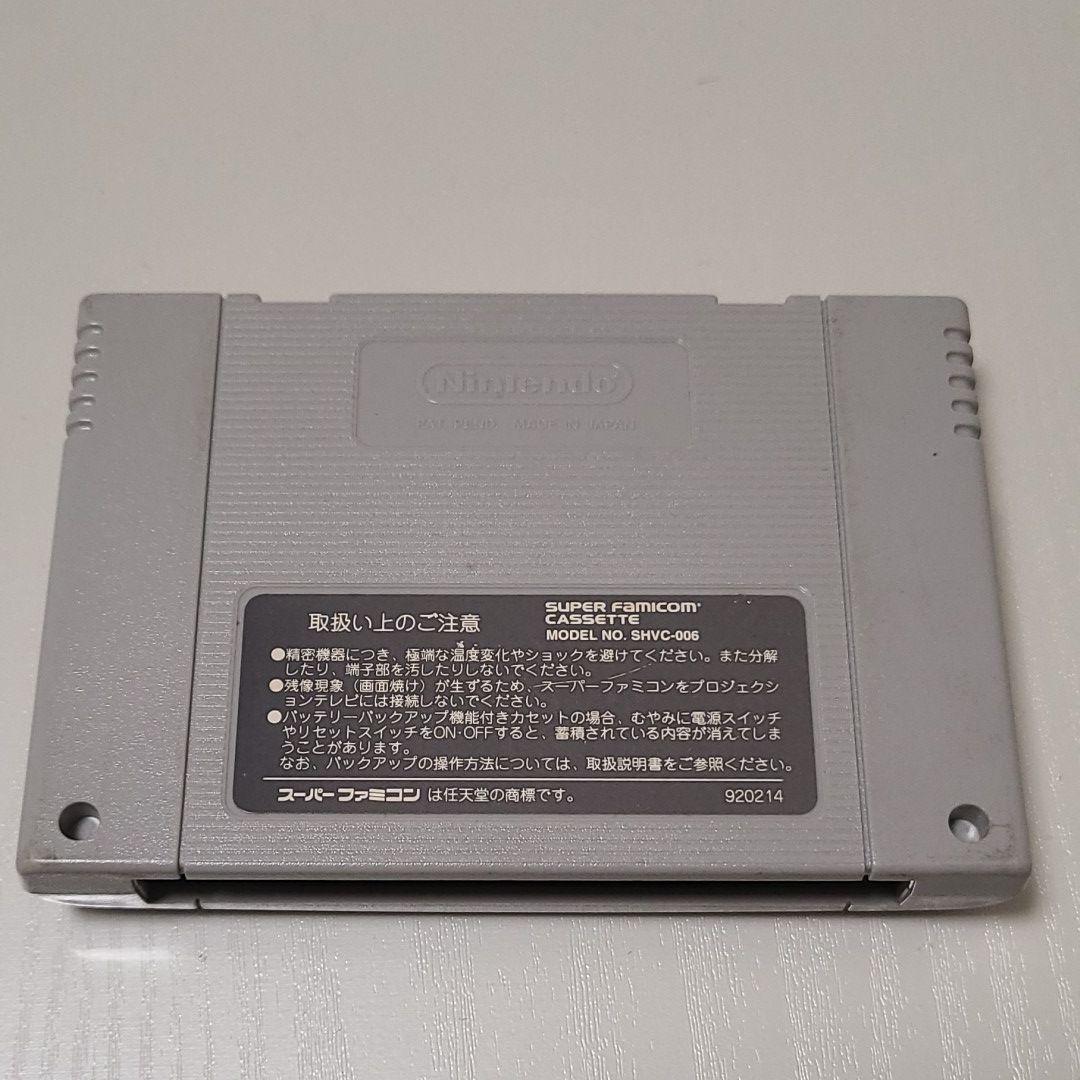 Nintendo
PAT. PEND. MADE IN JAPAN
取扱い上のご注意
SUPER FAMICOM
CASSETTE
MODEL NO. SHVC-006
●精密機器につき、極端な温度変化やショックを避けてください。また分解
したり、端子部を汚したりしないでください。
●残像現象（画面焼け）が生ずるため、スーパーファミコンをプロジェクシ
ョンテレビには接続しないでください。
●バッテリーバックアップ機能付きカセットの場合、むやみに電源スイッチ
やリセットスイッチをON･OFFすると、蓄積されている内容が消えてしま
うことがあります。
なお、バックアップの操作方法については、取扱説明書をご参照ください。
スーパーファミコン は任天堂の商標です。
920214